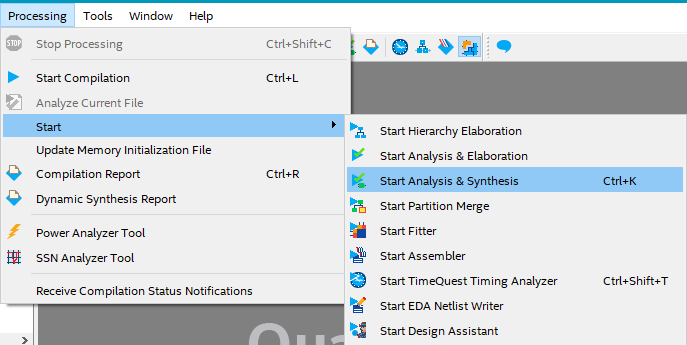 Processing Tools Window Help
Stop Processing Ctrl+Shift+C
Start Compilation Ctrl+L
Analyze Current File
Start
Update Memory Initialization File
Compilation Report Ctrl+R
Dynamic Synthesis Report
Power Analyzer Tool
SSN Analyzer Tool
Receive Compilation Status Notifications
Start Hierarchy Elaboration
Start Analysis & Elaboration
Start Analysis & Synthesis Ctrl+K
Start Partition Merge
Start Fitter
Start Assembler
Start TimeQuest Timing Analyzer Ctrl+Shift+T
Start EDA Netlist Writer
Start Design Assistant